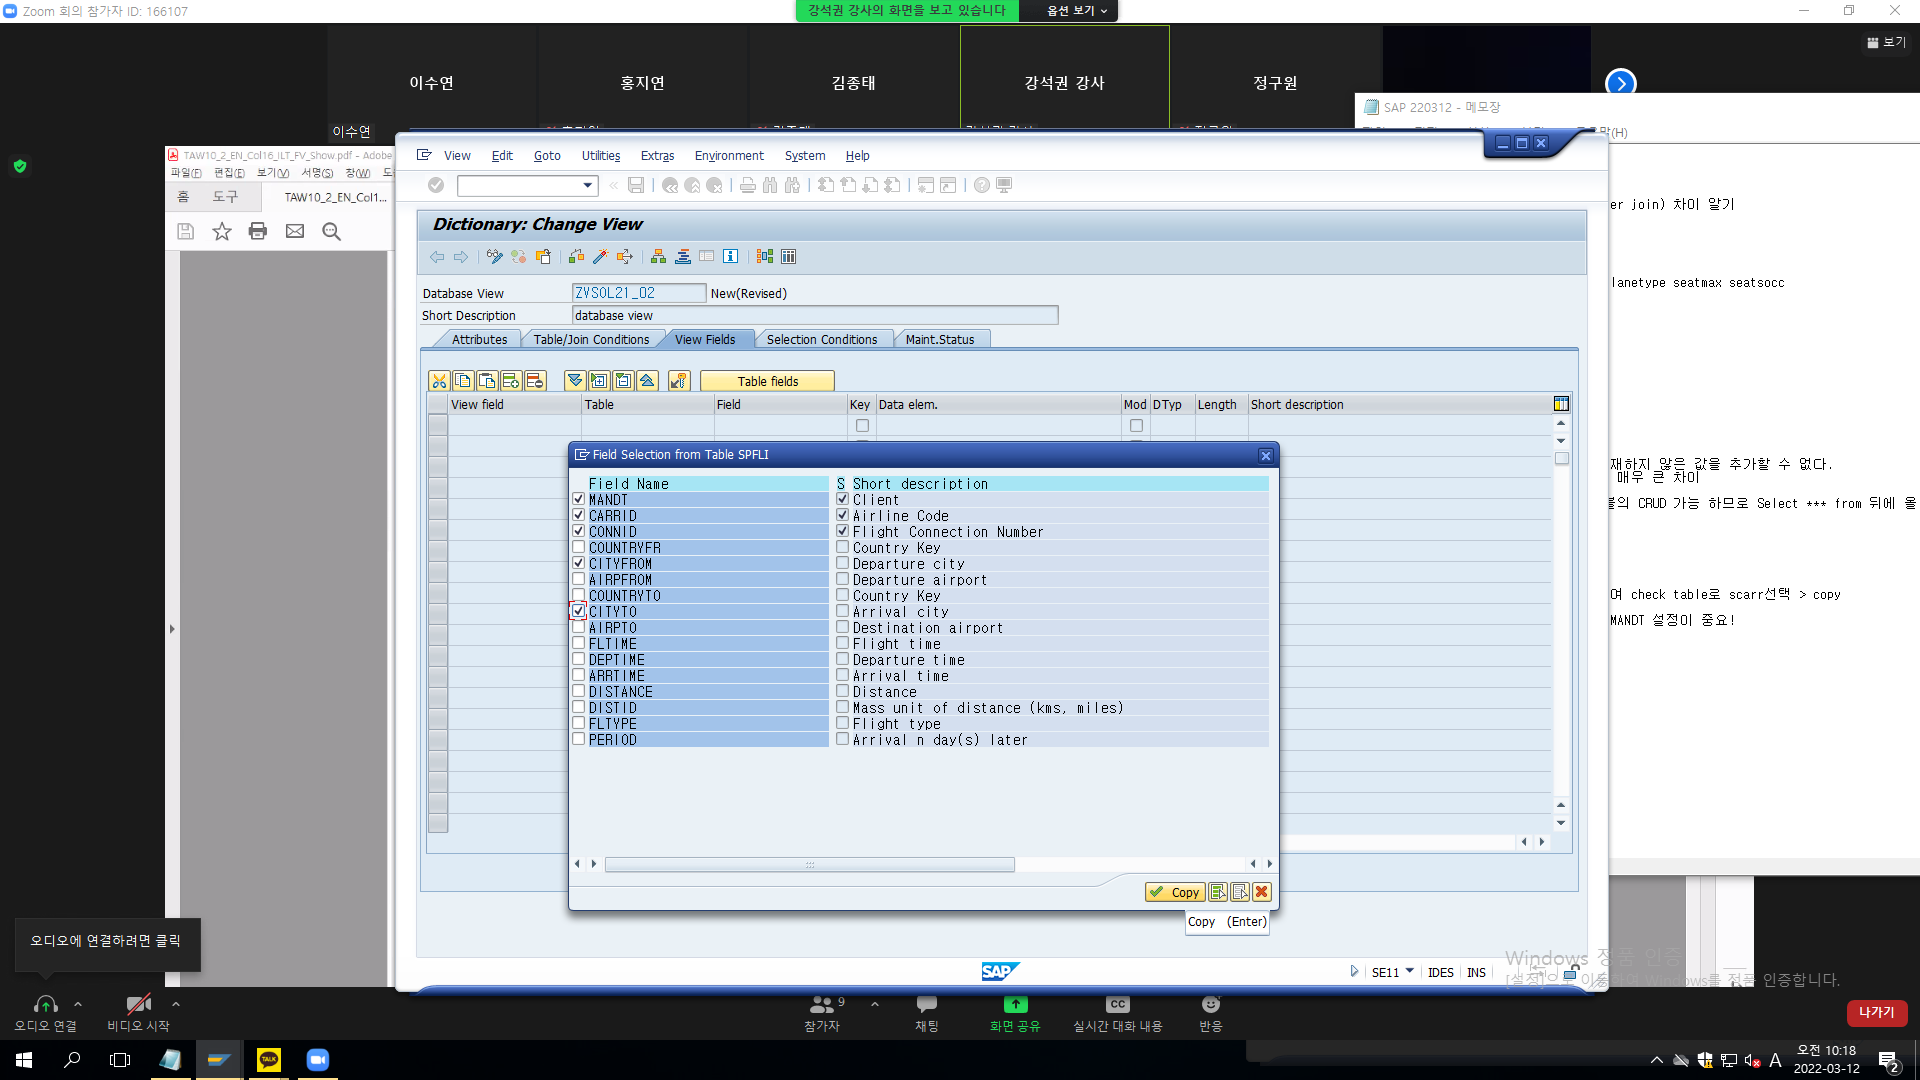 Zoom 회의 참가자 ID: 166107
강석권 강사의 화면을 보고 있습니다
옵션 보기
보기
이수연
홍지연
김종태
강석권 강사
정구원
이수연
SAP 220312 - 메모장
(H)
TAW10_2_EN_Col16_ILT_FV_Show.pdf - Adobe
파일(F) 편집(E) 보기(V) 서명(S) 창(W)
홈 도구 TAW10_2_EN_Col1...
View Edit Goto Utilities Extras Environment System Help
Dictionary: Change View
Database View ZVSOL21_02 New(Revised)
Short Description database view
Attributes Table/Join Conditions View Fields Selection Conditions Maint.Status
Table fields
View field Table Field Key Data elem. Mod DTyp Length Short description
Field Selection from Table SPFLI
Field Name S Short description
MANDT Client
CARRID Airline Code
CONNID Flight Connection Number
COUNTRYFR Country Key
CITYFROM Departure city
AIRPFROM Departure airport
COUNTRYTO Country Key
CITYTO Arrival city
AIRPTO Destination airport
FLTIME Flight time
DEPTIME Departure time
ARRTIME Arrival time
DISTANCE Distance
DISTID Mass unit of distance (kms, miles)
FLTYPE Flight type
PERIOD Arrival n day(s) later
Copy
Copy (Enter)
er join) 차이 알기
lanetype seatmax seatsocc
재하지 않은 값을 추가할 수 없다.
매우 큰 차이
의 CRUD 가능 하므로 Select *** from 뒤에 올
여 check table로 scarr선택 > copy
MANDT 설정이 중요!
SAP
SE11 IDES INS
Windows 정품 인증
[설정]으로 이동하여 Windows를 정품 인증합니다.
오디오에 연결하려면 클릭
오디오 연결
비디오 시작
9
참가자
채팅
화면 공유
CC
실시간 대화 내용
반응
나가기
TALK
A
오전 10:18
2022-03-12
2